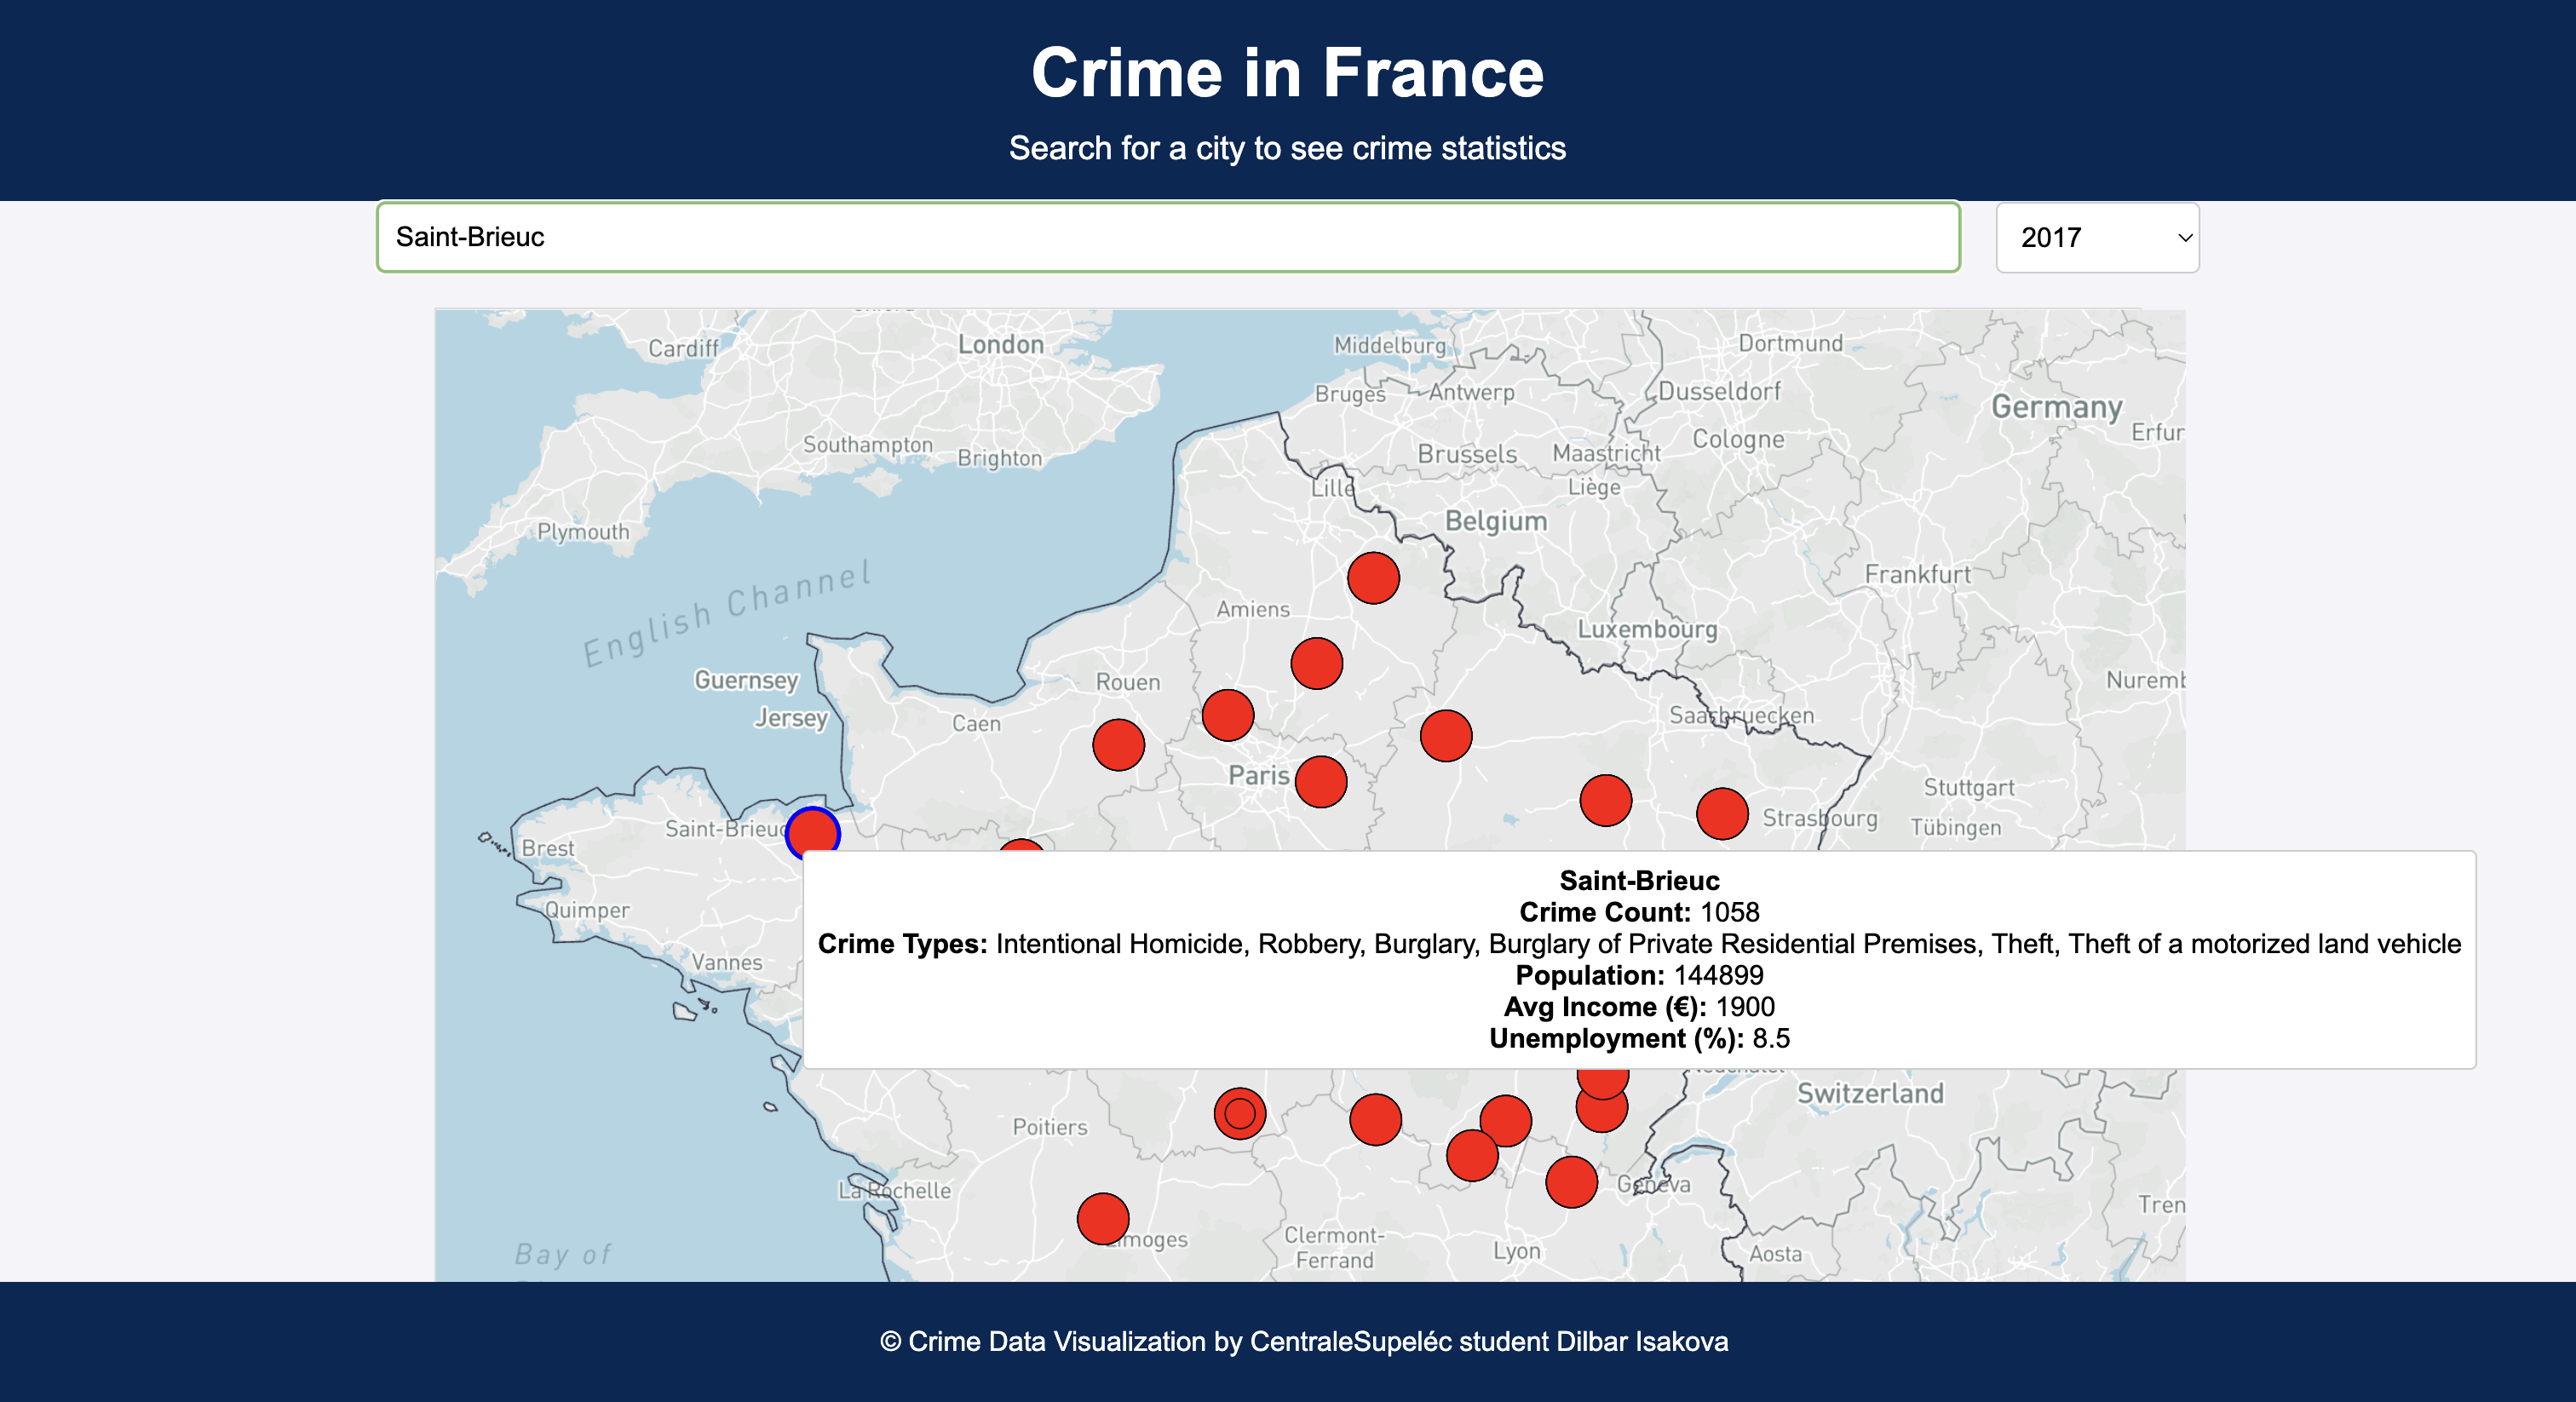 Crime in France
Search for a city to see crime statistics
Saint-Brieuc
2017
Cardiff
London
Middelburg
Dortmund
Bruges
Antwerp
Dusseldorf
Germany
Southampton
Brighton
Brussels
Maastricht
Cologne
Erfur
Lille
Liège
Plymouth
Belgium
English Channel
Frankfurt
Amiens
Luxembourg
Guernsey
Rouen
Nuremb
Jersey
Caen
Saarbruecken
Paris
Stuttgart
Saint-Brieuc
Strasbourg
Tübingen
Brest
Saint-Brieuc
Crime Count: 1058
Quimper
Crime Types: Intentional Homicide, Robbery, Burglary, Burglary of Private Residential Premises, Theft, Theft of a motorized land vehicle
Vannes
Population: 144899
Avg Income (€): 1900
Unemployment (%): 8.5
Switzerland
Poitiers
La Rochelle
Geneva
Tren
Limoges
Clermont-
Ferrand
Lyon
Aosta
Bay of
© Crime Data Visualization by CentraleSupeléc student Dilbar Isakova